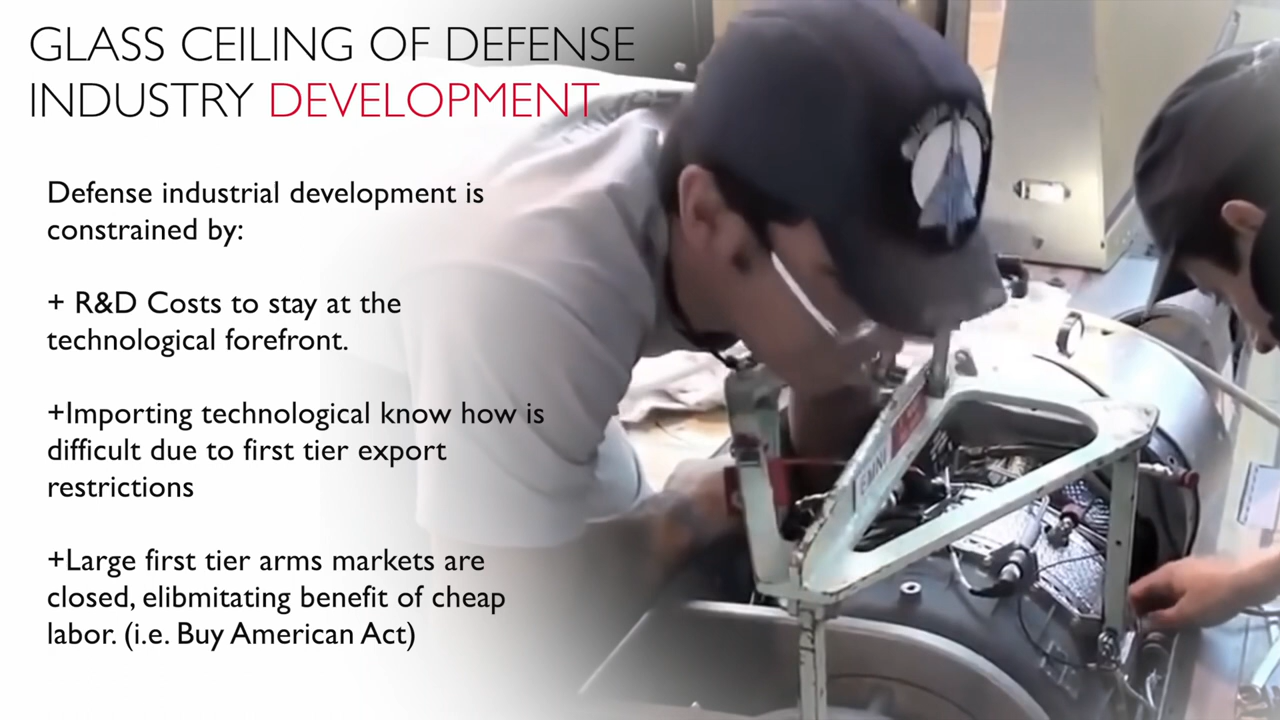 GLASS CEILING OF DEFENSE
INDUSTRY DEVELOPMENT
Defense industrial development is
constrained by:
+ R&D Costs to stay at the
technological forefront.
+Importing technological know how is
difficult due to first tier export
restrictions
+Large first tier arms markets are
closed, elibmitating benefit of cheap
labor. (i.e. Buy American Act)